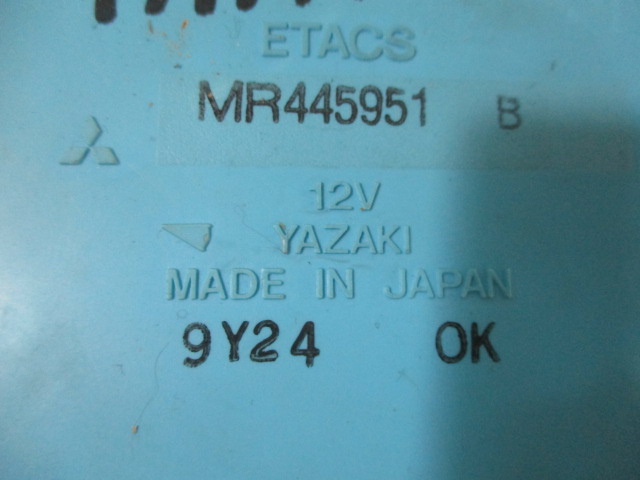 ETACS
MR445951 B
12V
YAZAKI
MADE IN JAPAN
9Y24 OK